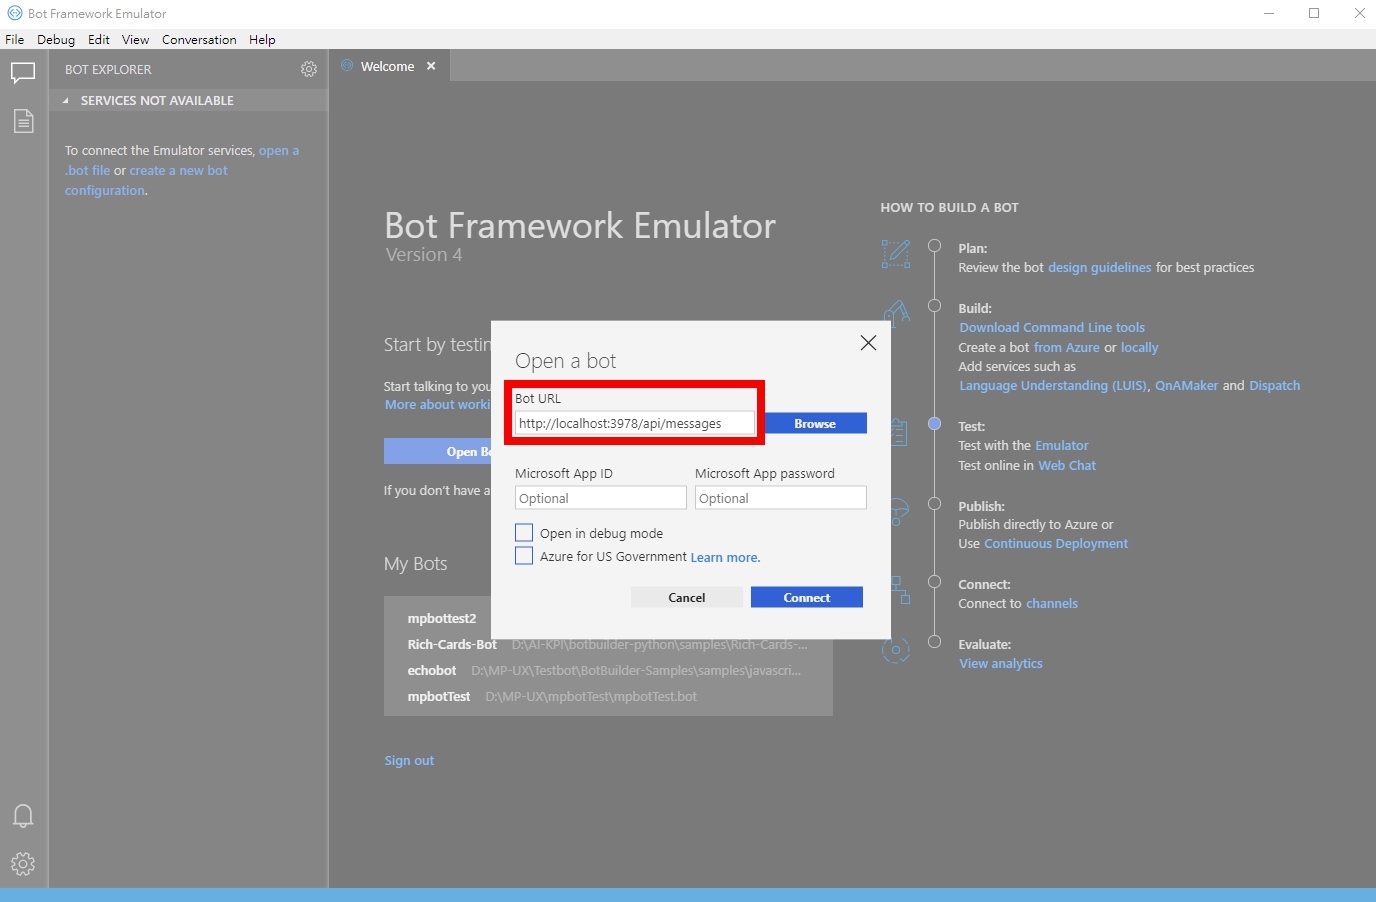 Bot Framework Emulator
File Debug Edit View Conversation Help
BOT EXPLORER
Welcome
SERVICES NOT AVAILABLE
To connect the Emulator services, open a
.bot file or create a new bot
configuration.
Bot Framework Emulator
Version 4
Start by testin
Start talking to you
More about worki
Open Bo
If you don't have a
My Bots
mpbottest2
Rich-Cards-Bot D:\AI-KPI\botbuilder-python\samples\Rich-Cards-...
echobot D:\MP-UX\Testbot\BotBuilder-Samples\samples\javascri...
mpbotTest D:\MP-UX\mpbotTest\mpbotTest.bot
Sign out
Open a bot
Bot URL
http://localhost:3978/api/messages
Browse
Microsoft App ID Microsoft App password
Optional Optional
Open in debug mode
Azure for US Government Learn more.
Cancel Connect
HOW TO BUILD A BOT
Plan:
Review the bot design guidelines for best practices
Build:
Download Command Line tools
Create a bot from Azure or locally
Add services such as
Language Understanding (LUIS), QnAMaker and Dispatch
Test:
Test with the Emulator
Test online in Web Chat
Publish:
Publish directly to Azure or
Use Continuous Deployment
Connect:
Connect to channels
Evaluate:
View analytics